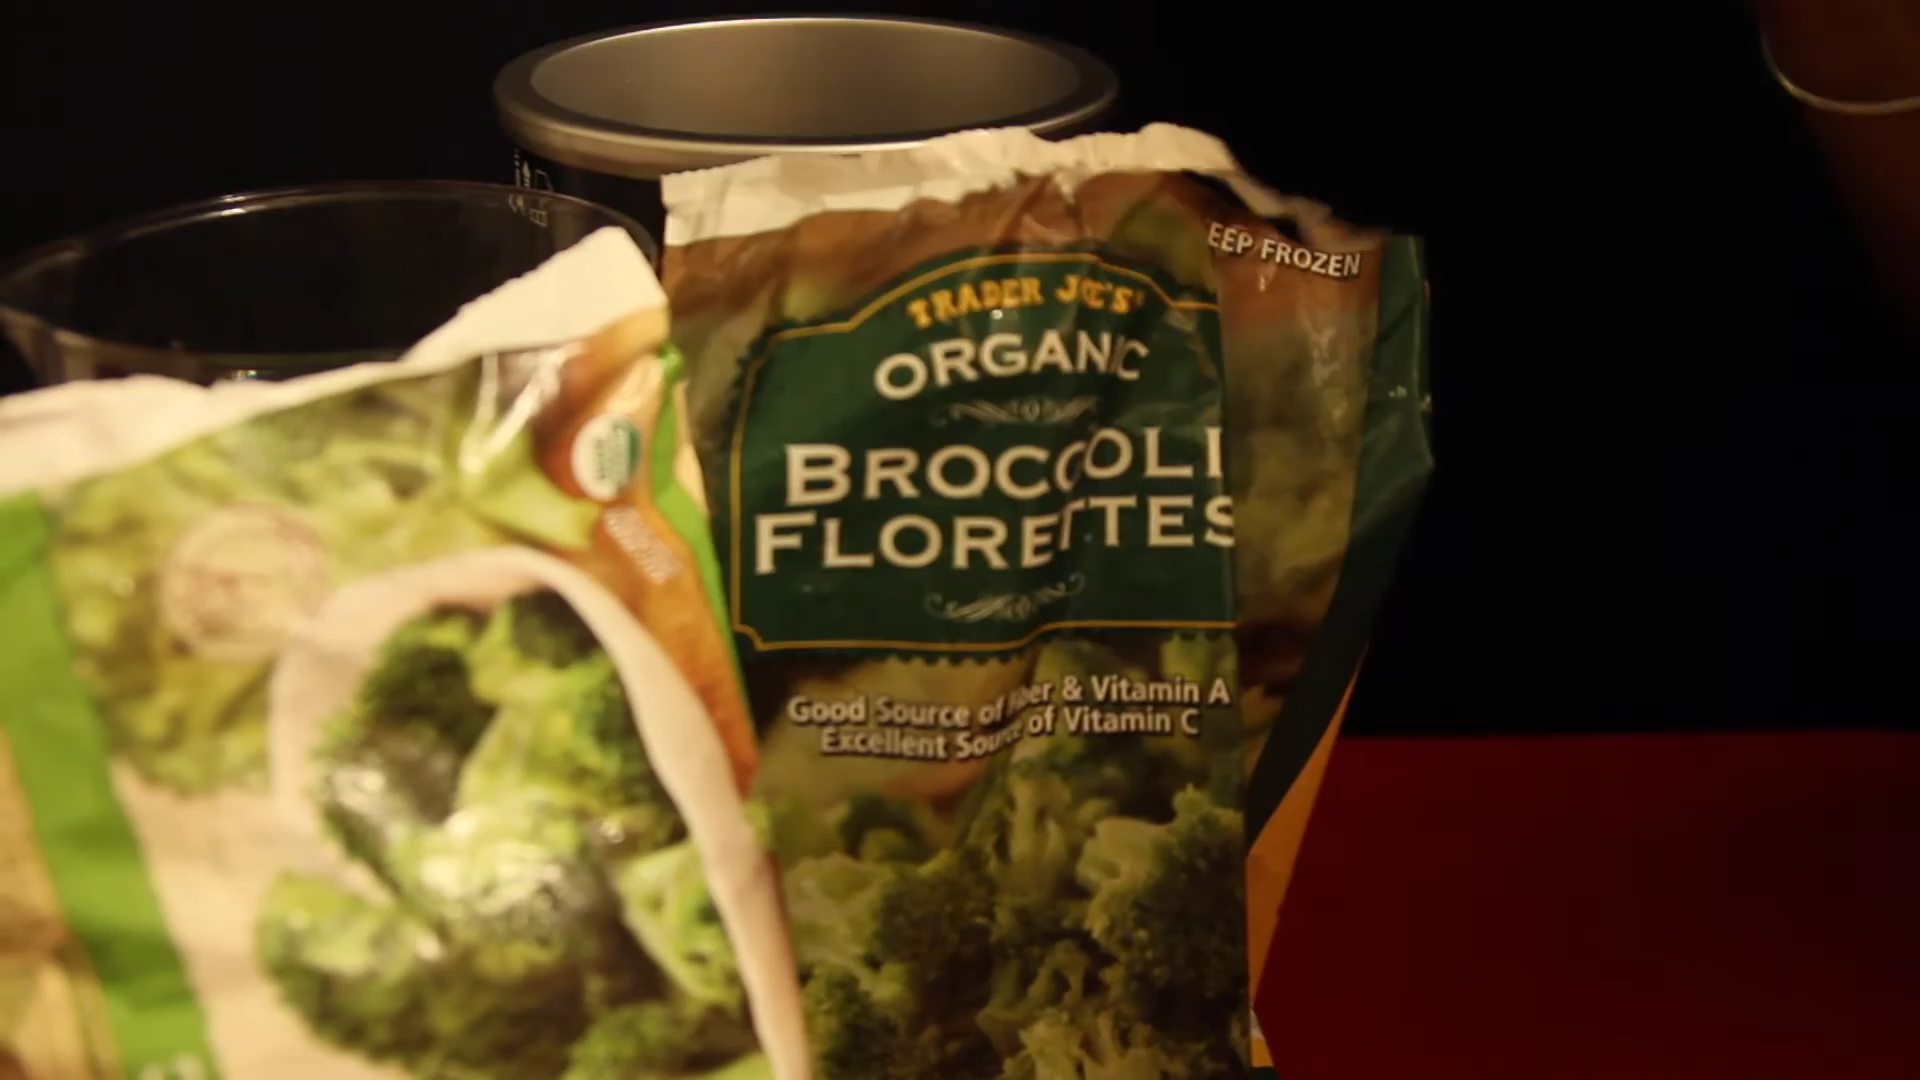 EEP FROZEN
TRADER JOE'S
ORGANIC
BROCCOLI
FLORETTES
Good Source of Fiber & Vitamin A
Excellent Source of Vitamin C